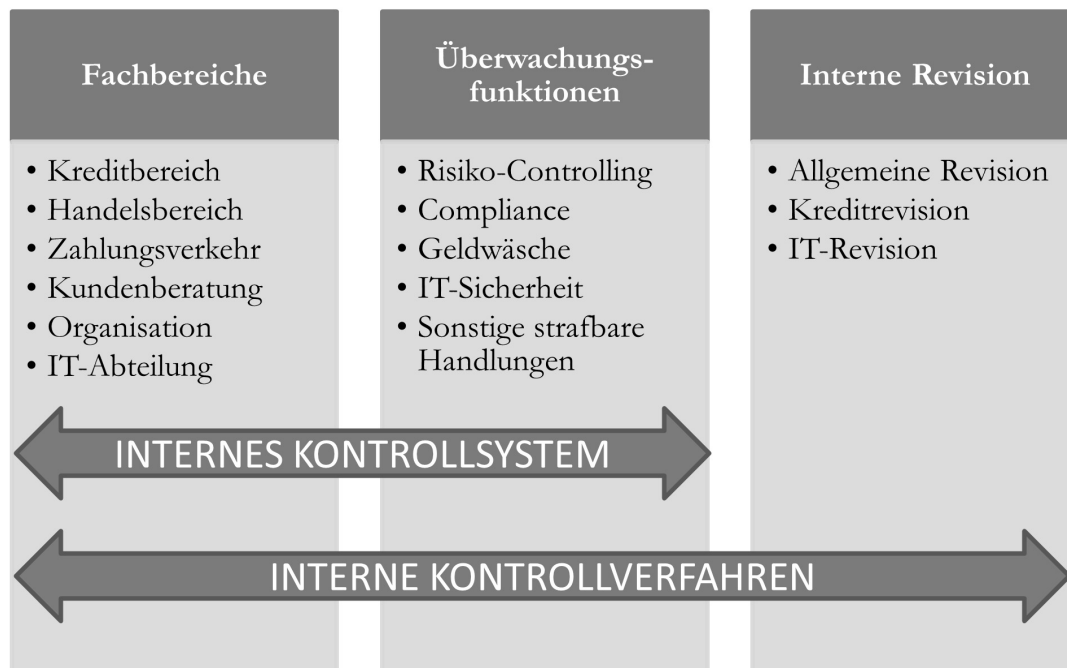 Fachbereiche
• Kreditbereich
• Handelsbereich
• Zahlungsverkehr
• Kundenberatung
• Organisation
• IT-Abteilung
Überwachungs-
funktionen
• Risiko-Controlling
• Compliance
• Geldwäsche
• IT-Sicherheit
• Sonstige strafbare
Handlungen
Interne Revision
• Allgemeine Revision
• Kreditrevision
• IT-Revision
INTERNES KONTROLLSYSTEM
INTERNE KONTROLLVERFAHREN